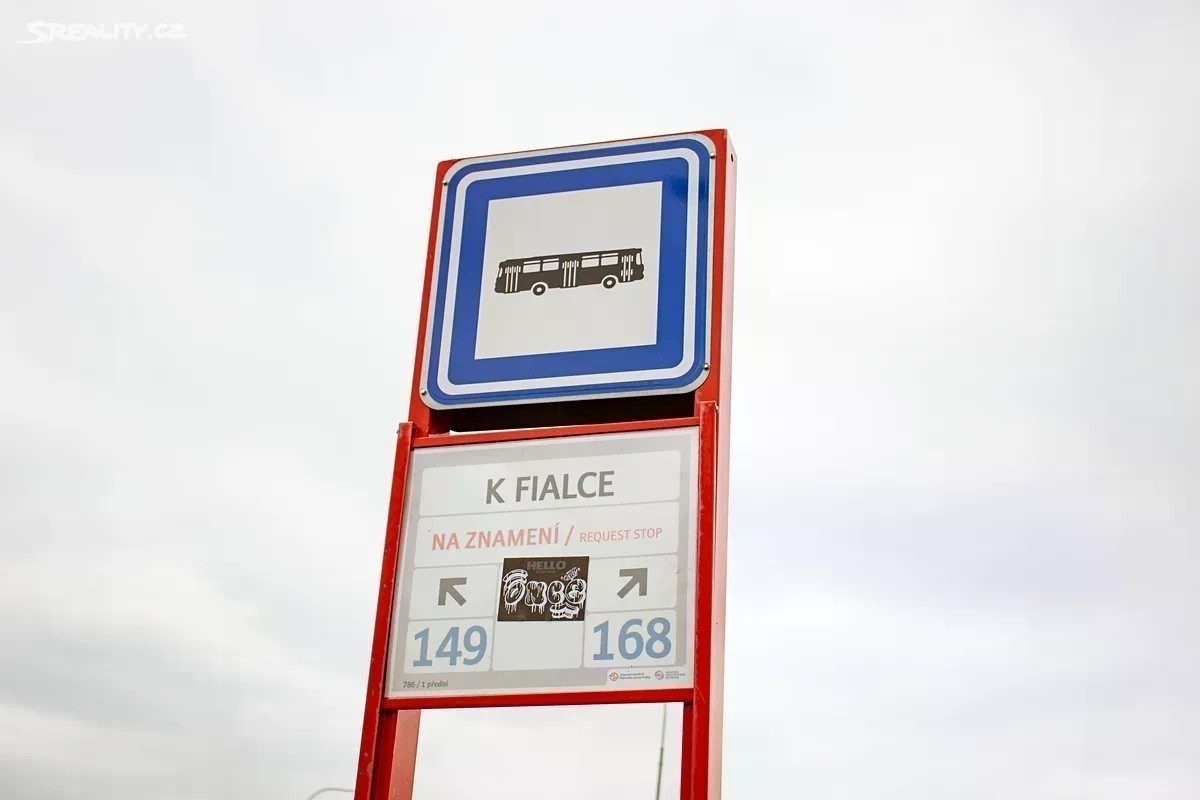 SREALITY.CZ
K FIALCE
NA ZNAMENÍ / REQUEST STOP
HELLO
149
168
786 / 1 přední